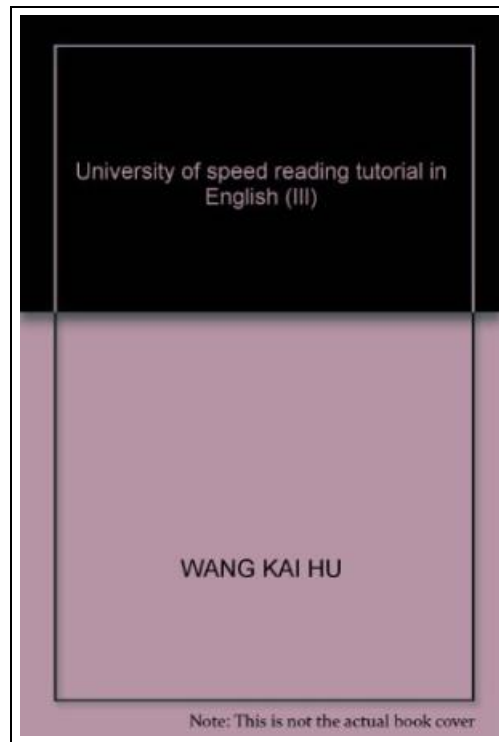 University of speed reading tutorial in
English (III)
WANG KAI HU
Note: This is not the actual book cover